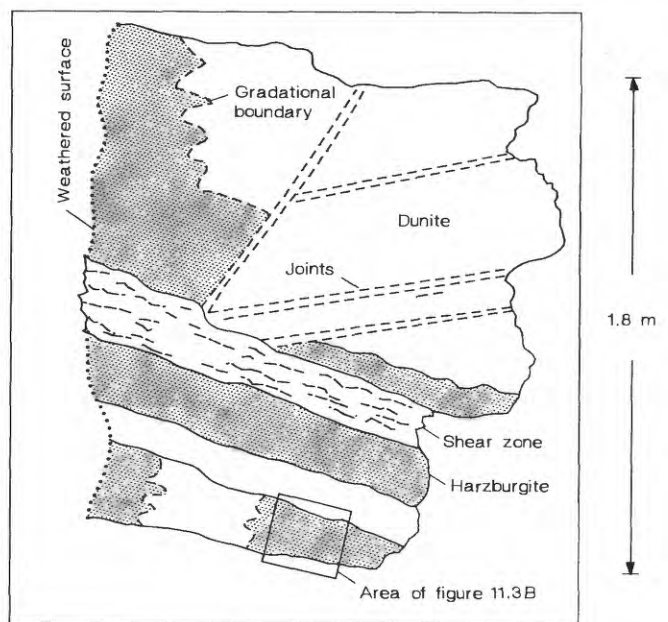 Weathered surface
Gradational
boundary
Dunite
Joints
1.8 m
Shear zone
Harzburgite
Area of figure 11.3B